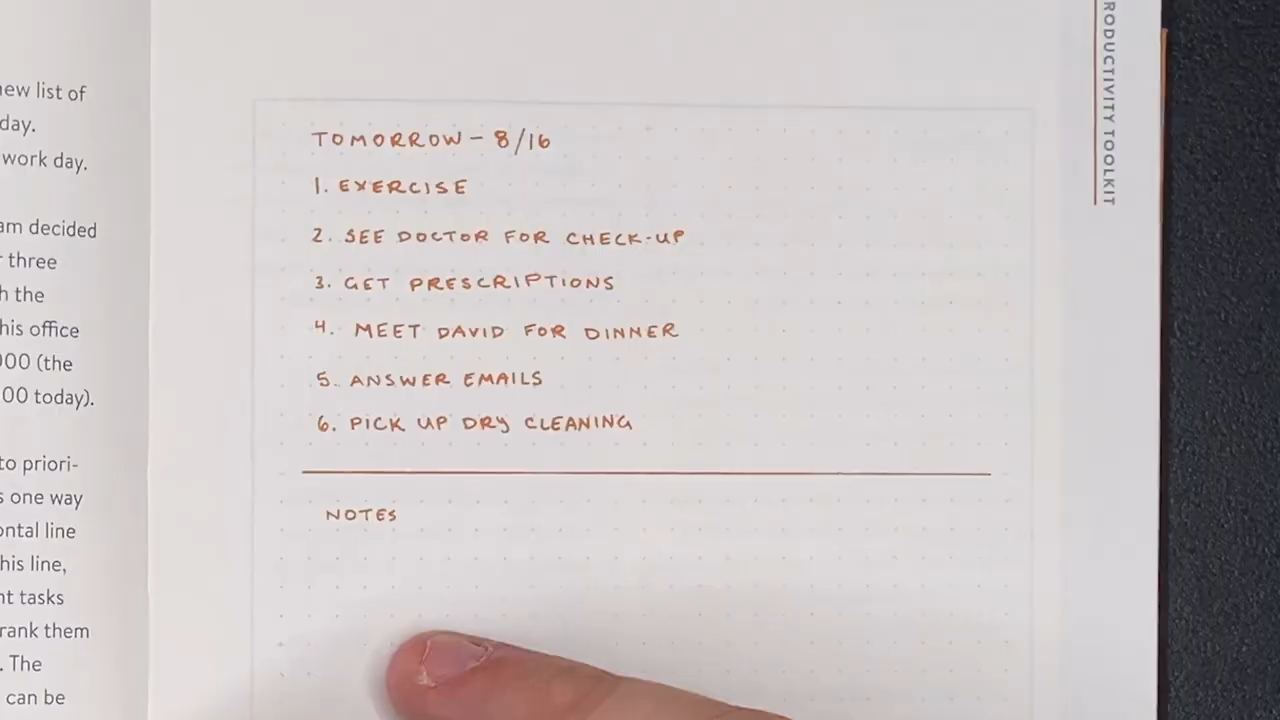 ew list of
day.
work day.
am decided
three
h the
his office
000 (the
00 today).
to priori-
s one way
ontal line
his line,
nt tasks
rank them
. The
can be
TOMORROW - 8/16
1. EXERCISE
2. SEE DOCTOR FOR CHECK-UP
3. GET PRESCRIPTIONS
4. MEET DAVID FOR DINNER
5. ANSWER EMAILS
6. PICK UP DRY CLEANING
NOTES
RODUCTIVITY TOOLKIT